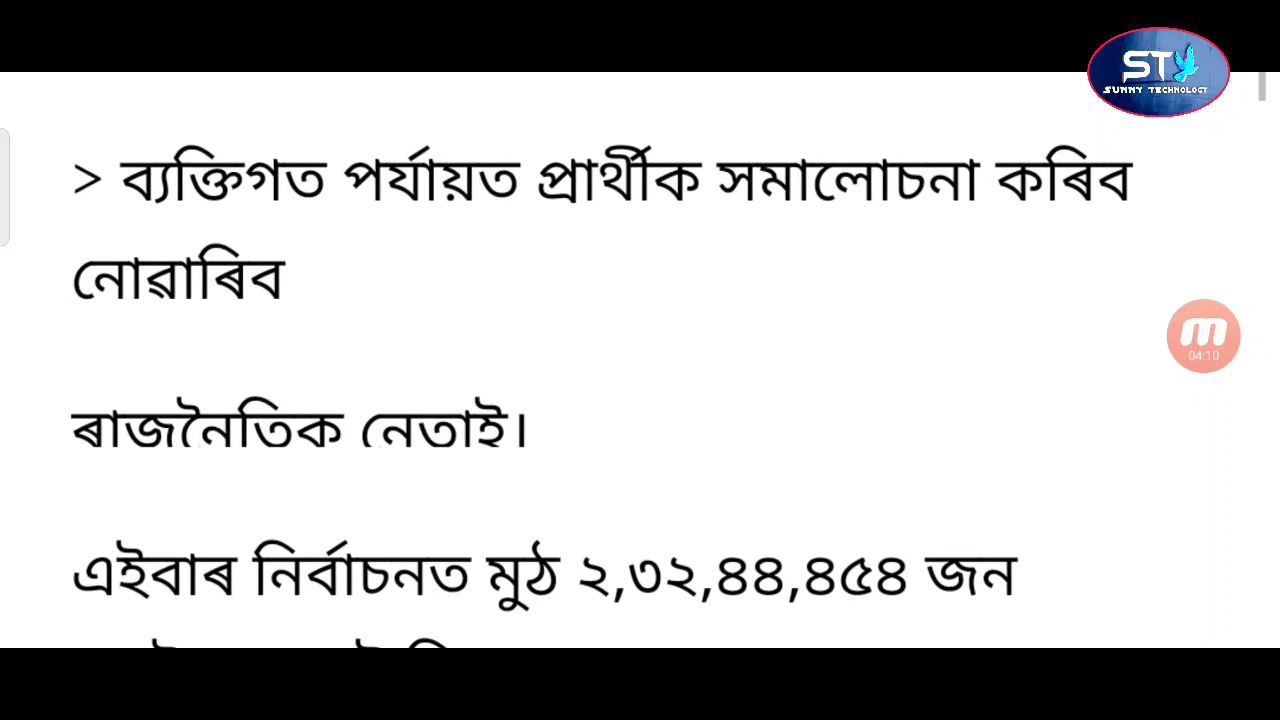 ST
SUNNY TECHNOLOGY
> ব্যক্তিগত পৰ্যায়ত প্ৰাৰ্থীক সমালোচনা কৰিব
নোৱাৰিব
04:10
ৰাজনৈতিক নেতাই।
এইবাৰ নিৰ্বাচনত মুঠ ২,৩২,৪৪,৪৫৪ জন